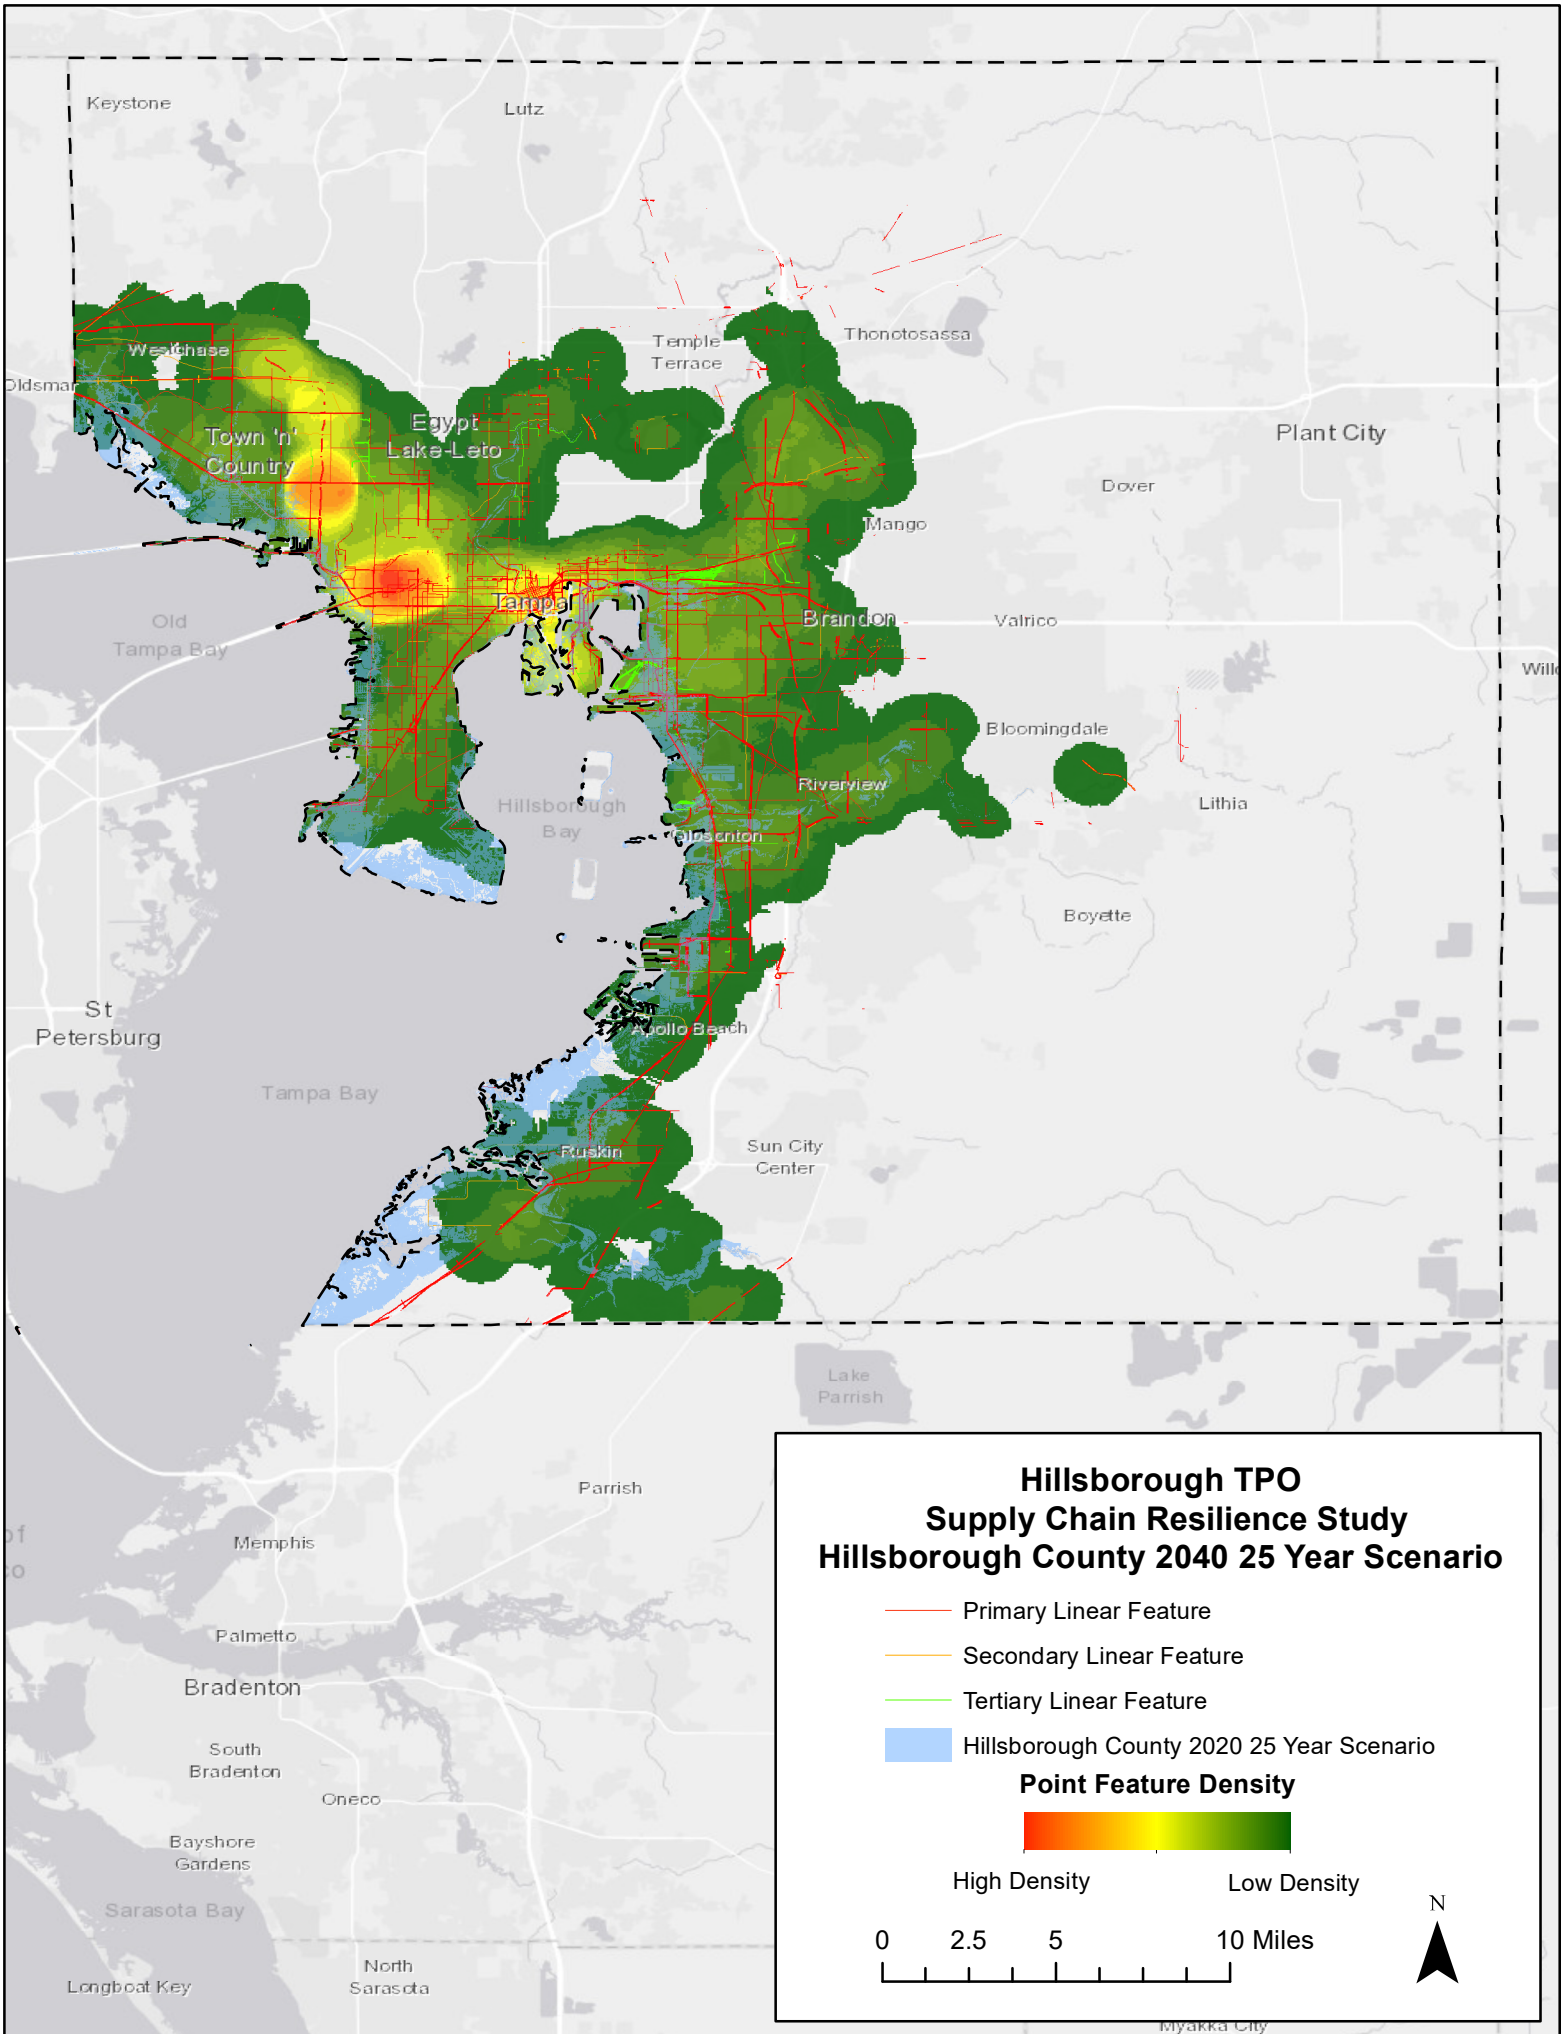 Keystone
Lutz
Westchase
Oldsmar
Temple
Terrace
Thonotosassa
Egypt
Lake-Leto
Town 'n'
Country
Plant City
Dover
Mango
Tampa
Brandon
Valrico
Old
Tampa Bay
Bloomingdale
Riverview
Lithia
Hillsborough
Bay
Gibsonton
Boyette
St
Petersburg
Apollo Beach
Tampa Bay
Ruskin
Sun City
Center
Lake
Parrish
Parrish
Memphis
of
co
Palmetto
Bradenton
South
Bradenton
Oneco
Bayshore
Gardens
Sarasota Bay
North
Sarasota
Longboat Key
Myakka City
Hillsborough TPO
Supply Chain Resilience Study
Hillsborough County 2040 25 Year Scenario
Primary Linear Feature
Secondary Linear Feature
Tertiary Linear Feature
Hillsborough County 2020 25 Year Scenario
Point Feature Density
High Density
Low Density
N
0 2.5 5 10 Miles